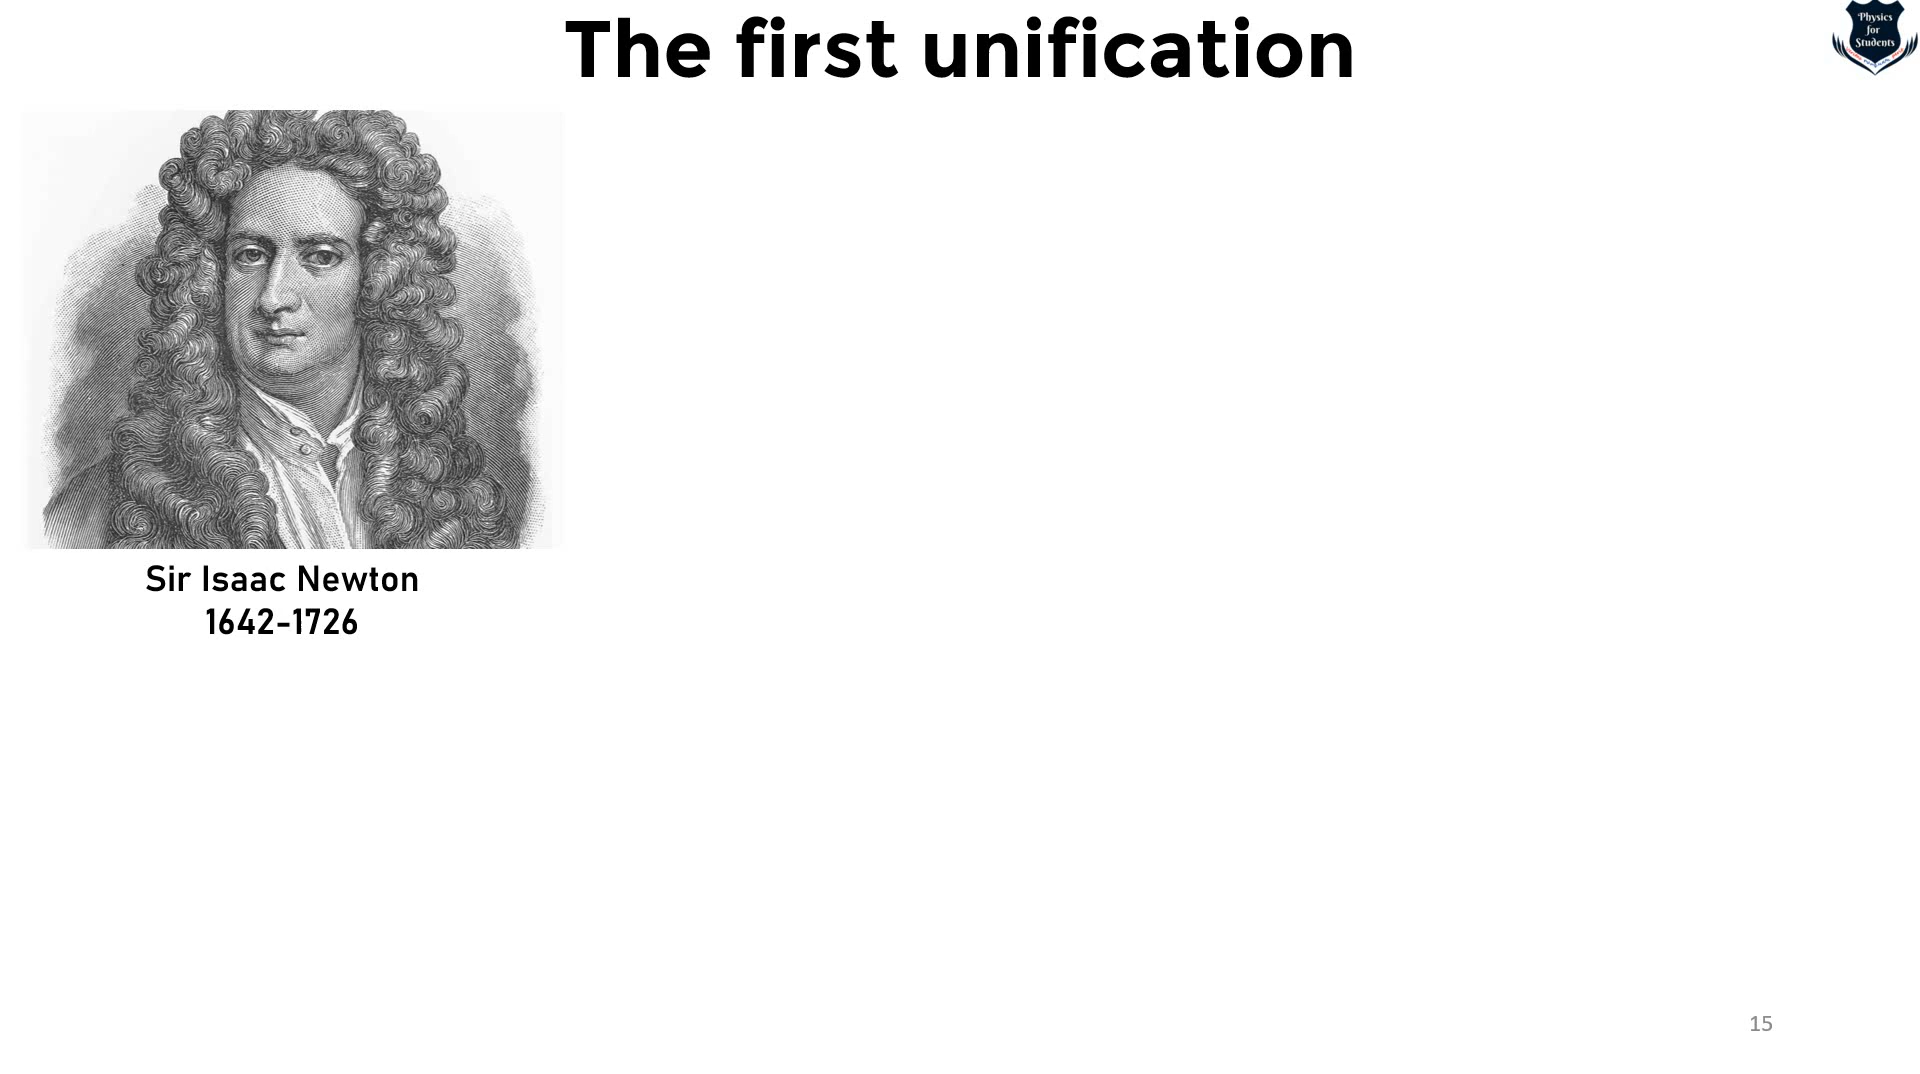 The first unification
Physics
for
Students
Sir Isaac Newton
1642-1726
15